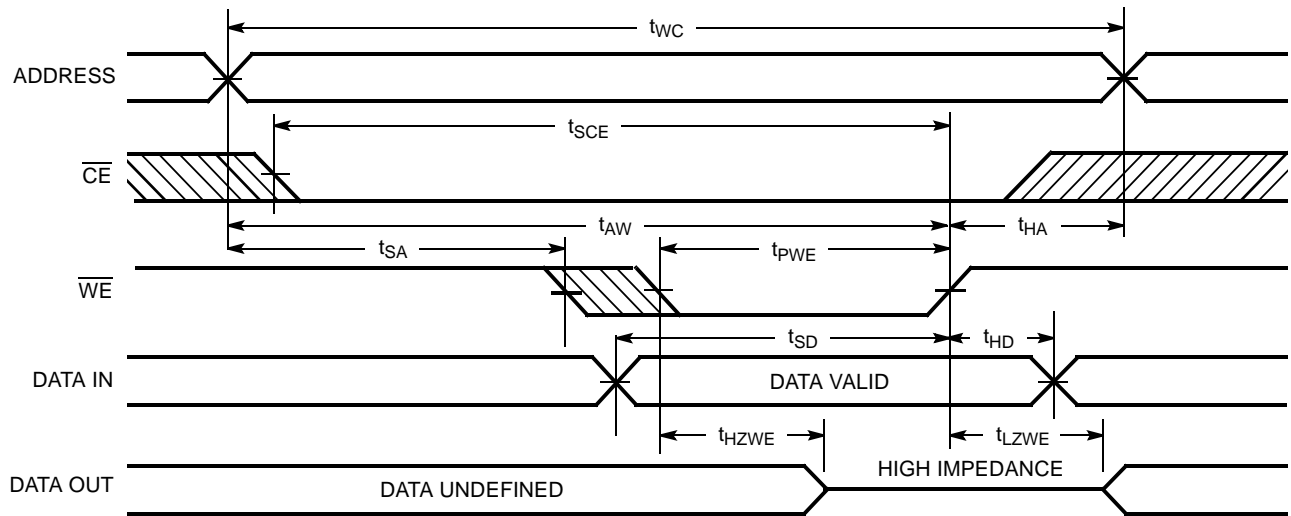 tWC
ADDRESS
tSCE
CE
tAW
tHA
tSA
tPWE
WE
tSD
tHD
DATA IN
DATA VALID
tHZWE
tLZWE
HIGH IMPEDANCE
DATA OUT
DATA UNDEFINED